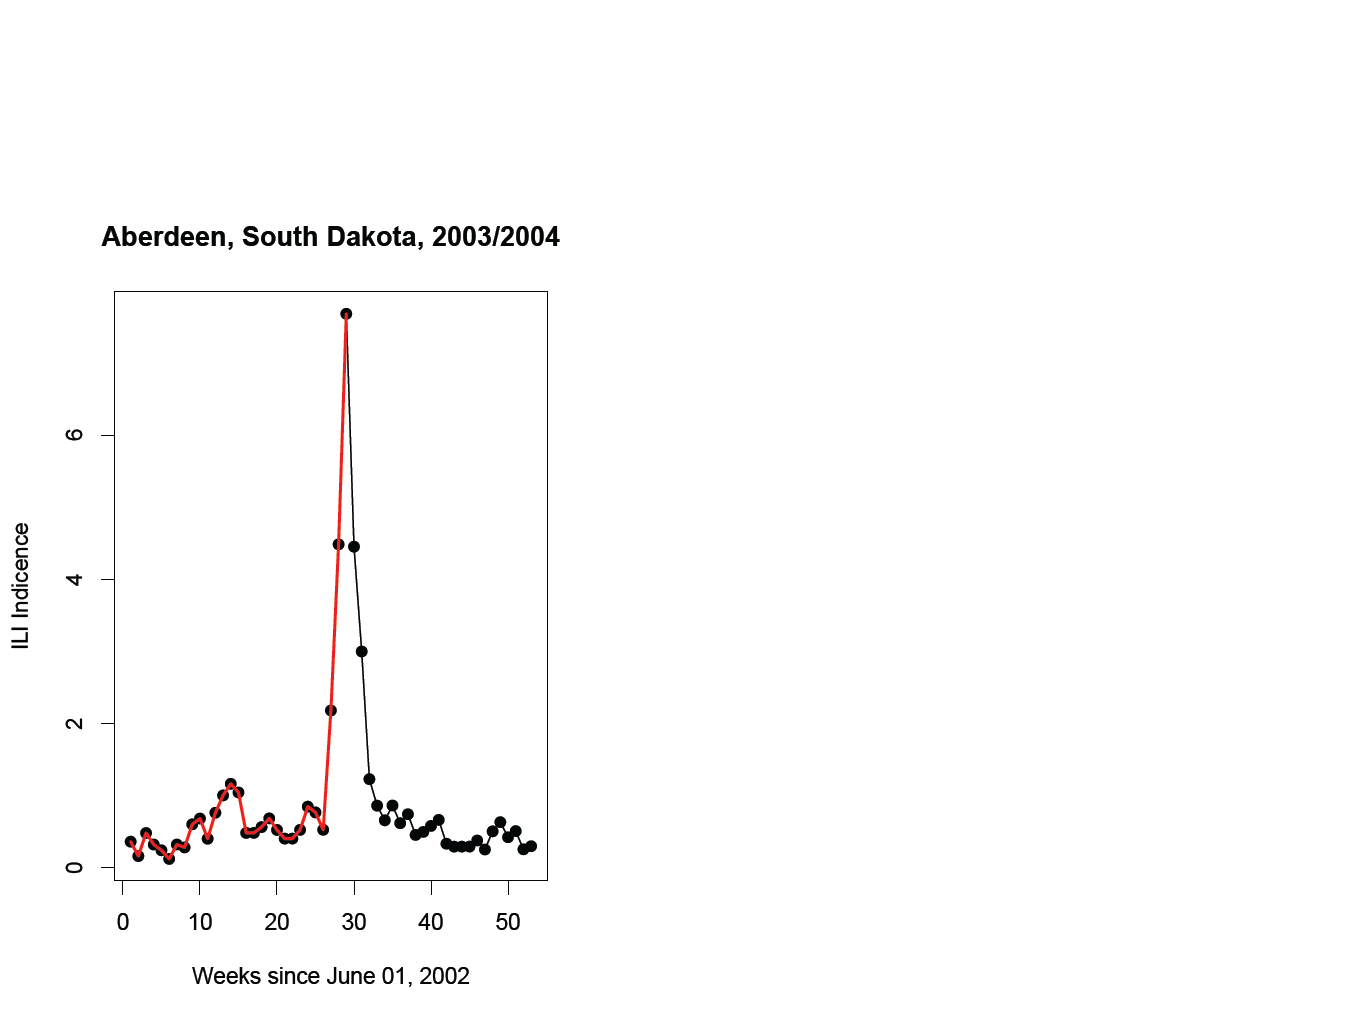 Aberdeen, South Dakota, 2003/2004
6
4
2
0
ILI Indicence
0 10 20 30 40 50
Weeks since June 01, 2002